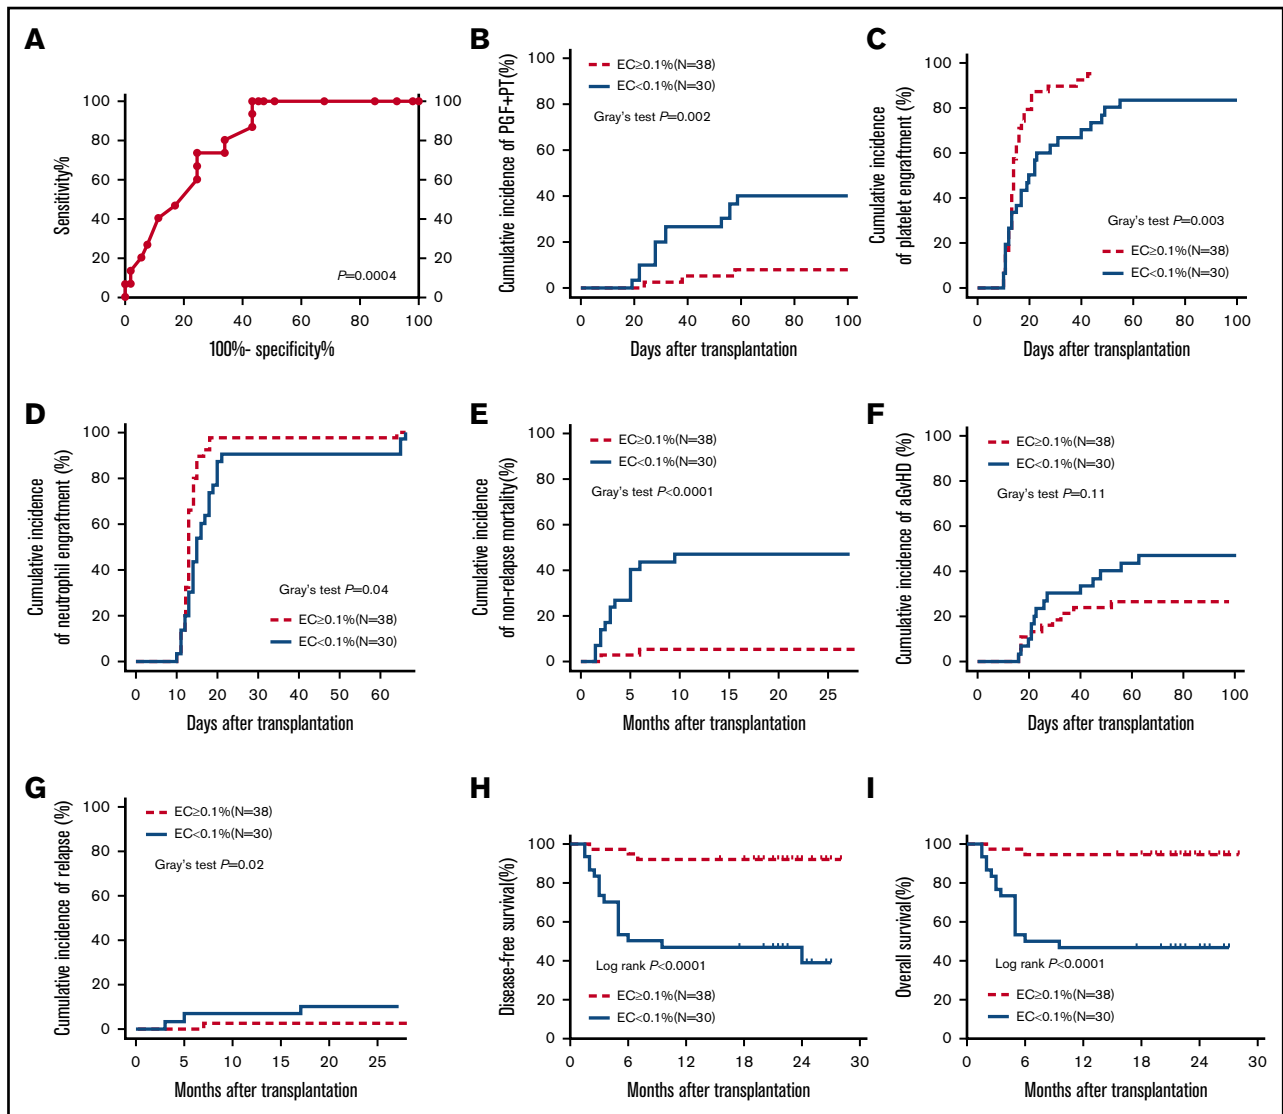 A
Sensitivity%
100
80
60
40
20
0
100
80
60
40
20
0
P=0.0004
0 20 40 60 80 100
100%- specificity%
B
Cumulative incidence of PGF+PT(%)
100
80
60
40
20
0
EC≥0.1%(N=38)
EC<0.1%(N=30)
Gray's test P=0.002
0 20 40 60 80 100
Days after transplantation
C
Cumulative incidence
of platelet engraftment (%)
100
80
60
40
20
0
Gray's test P=0.003
EC≥0.1%(N=38)
EC<0.1%(N=30)
0 20 40 60 80 100
Days after transplantation
D
Cumulative incidence
of neutrophil engraftment (%)
100
80
60
40
20
0
Gray's test P=0.04
EC≥0.1%(N=38)
EC<0.1%(N=30)
0 10 20 30 40 50 60
Days after transplantation
E
Cumulative incidence
of non-relapse mortality(%)
100
80
60
40
20
0
EC≥0.1%(N=38)
EC<0.1%(N=30)
Gray's test P<0.0001
0 5 10 15 20 25
Months after transplantation
F
Cumulative incidence of aGvHD (%)
100
80
60
40
20
0
EC≥0.1%(N=38)
EC<0.1%(N=30)
Gray's test P=0.11
0 20 40 60 80 100
Days after transplantation
G
Cumulative incidence of relapse (%)
100
80
60
40
20
0
EC≥0.1%(N=38)
EC<0.1%(N=30)
Gray's test P=0.02
0 5 10 15 20 25
Months after transplantation
H
Disease-free survival(%)
100
80
60
40
20
0
Log rank P<0.0001
EC≥0.1%(N=38)
EC<0.1%(N=30)
0 6 12 18 24 30
Months after transplantation
I
Overall survival(%)
100
80
60
40
20
0
Log rank P<0.0001
EC≥0.1%(N=38)
EC<0.1%(N=30)
0 6 12 18 24 30
Months after transplantation